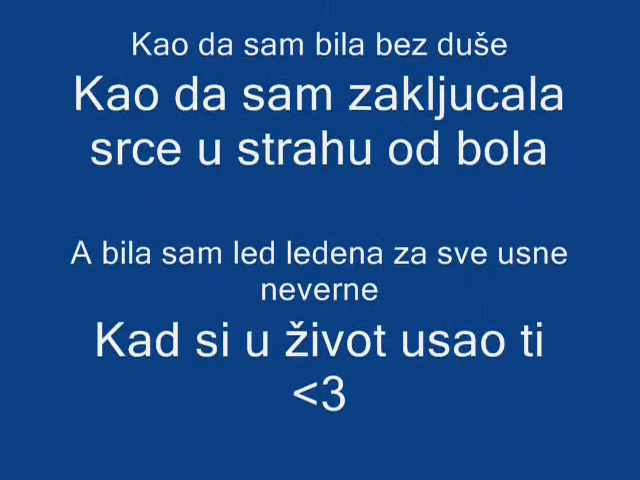 Kao da sam bila bez duše
Kao da sam zakljucala
srce u strahu od bola
A bila sam led ledena za sve usne
neverne
Kad si u život usao ti
<3